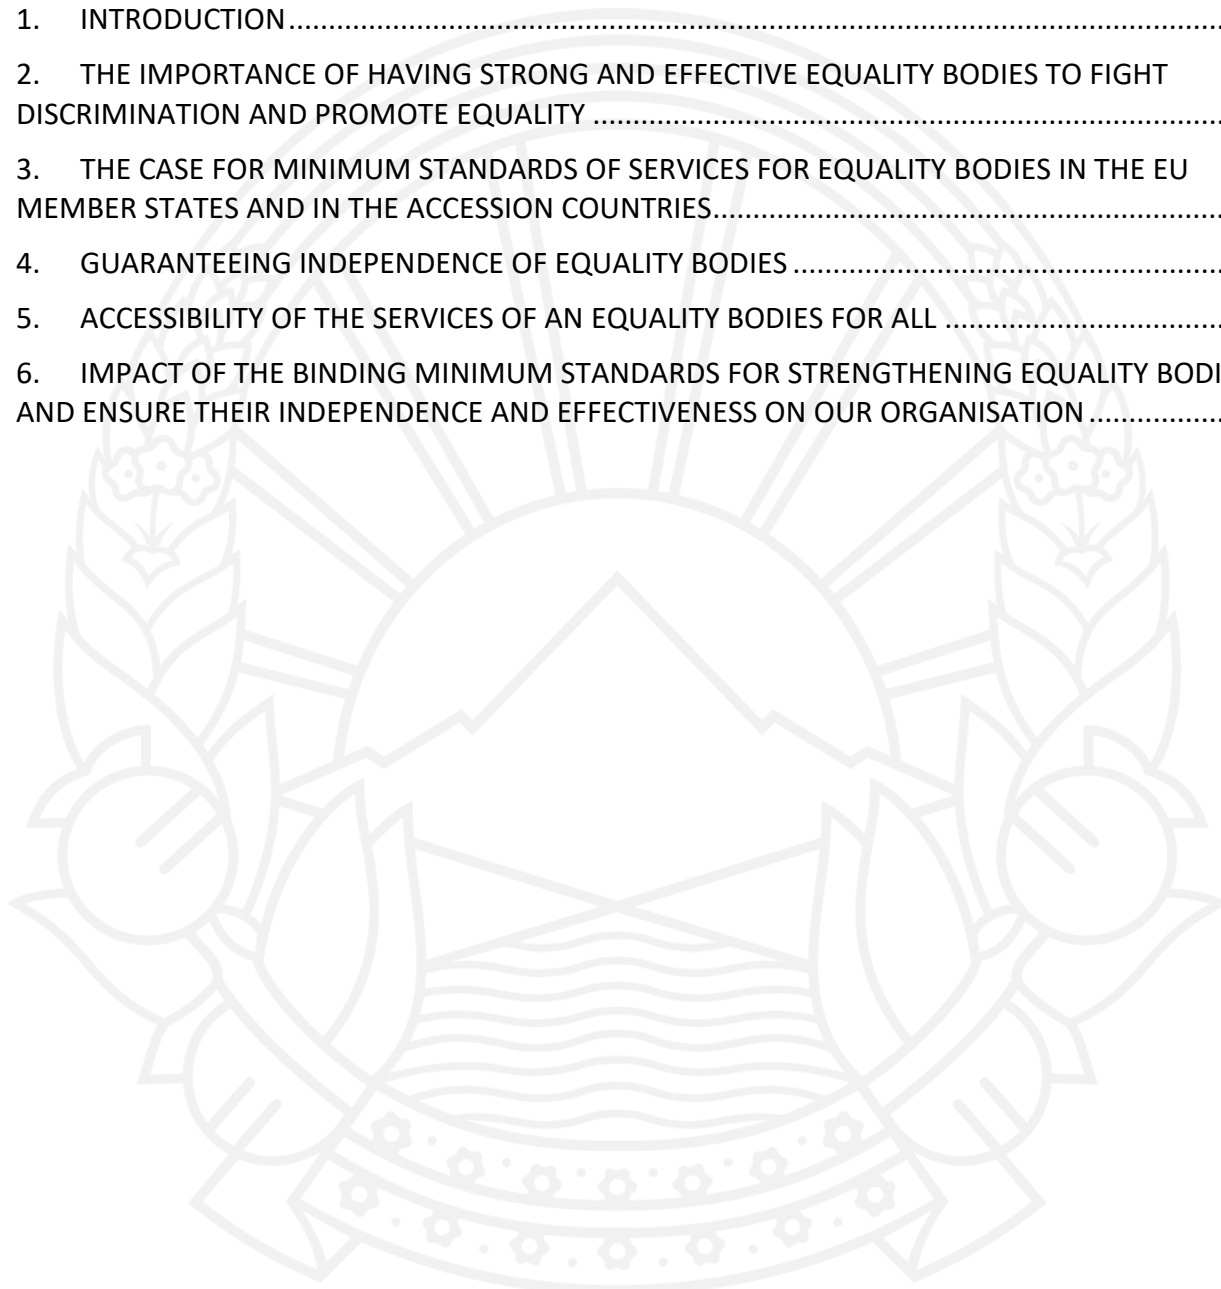 1. INTRODUCTION........................................................................................................................
2. THE IMPORTANCE OF HAVING STRONG AND EFFECTIVE EQUALITY BODIES TO FIGHT
DISCRIMINATION AND PROMOTE EQUALITY ................................................................................
3. THE CASE FOR MINIMUM STANDARDS OF SERVICES FOR EQUALITY BODIES IN THE EU
MEMBER STATES AND IN THE ACCESSION COUNTRIES.................................................................
4. GUARANTEEING INDEPENDENCE OF EQUALITY BODIES .......................................................
5. ACCESSIBILITY OF THE SERVICES OF AN EQUALITY BODIES FOR ALL ...................................
6. IMPACT OF THE BINDING MINIMUM STANDARDS FOR STRENGTHENING EQUALITY BODI
AND ENSURE THEIR INDEPENDENCE AND EFFECTIVENESS ON OUR ORGANISATION .................